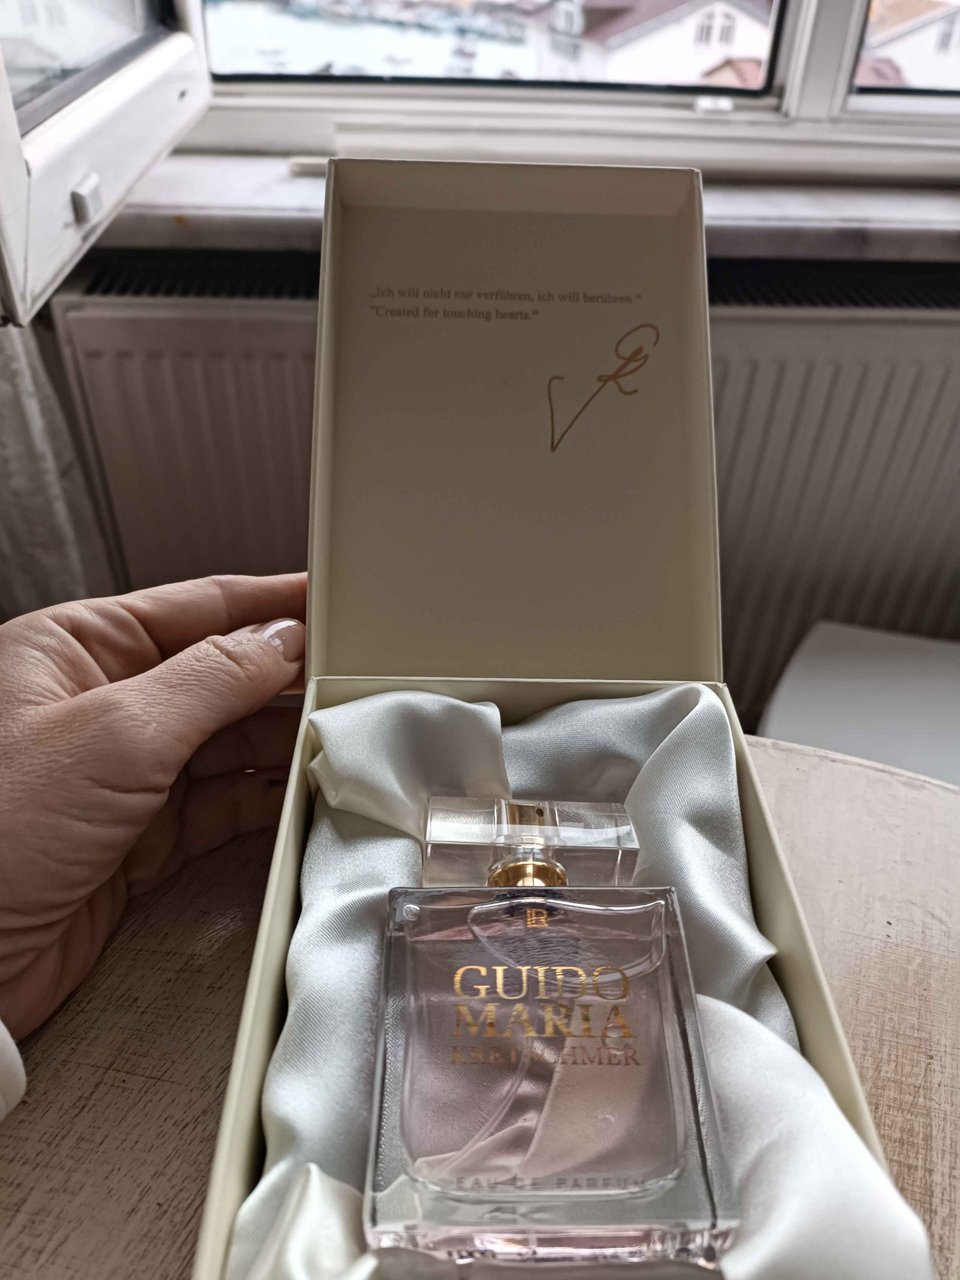 „Ich will nicht nur verführen, ich will berühren.“
“Created for touching hearts.“
LR
GUIDO
MARIA
KRETSCHMER
EAU DE PARFUM